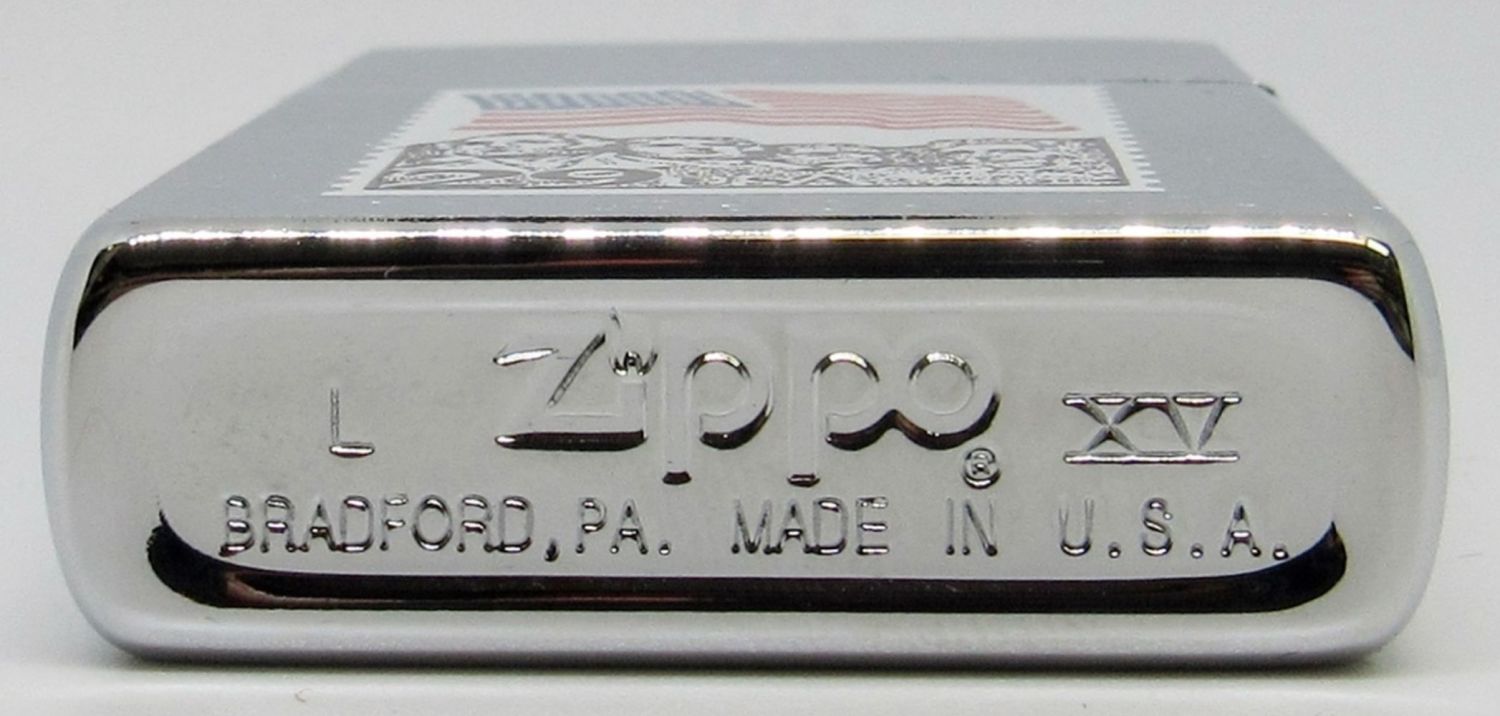 L Zippo® XV
BRADFORD, PA. MADE IN U.S.A.